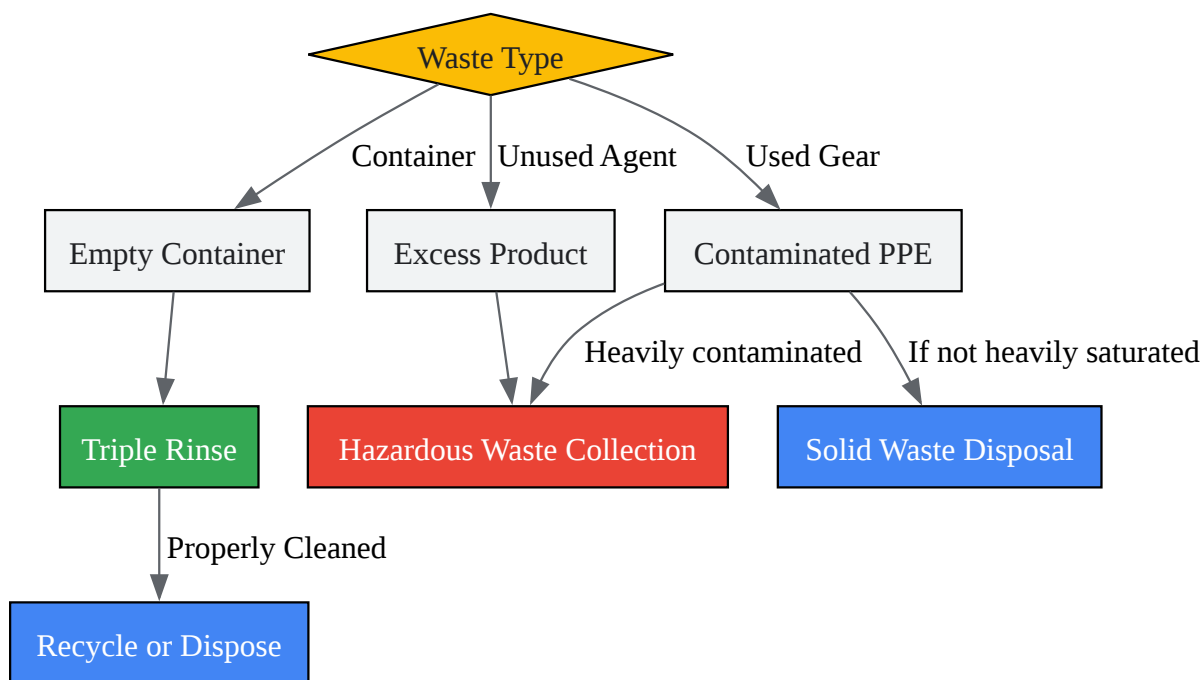 Waste Type
Container
Unused Agent
Used Gear
Empty Container
Excess Product
Contaminated PPE
Heavily contaminated
If not heavily saturated
Triple Rinse
Hazardous Waste Collection
Solid Waste Disposal
Properly Cleaned
Recycle or Dispose